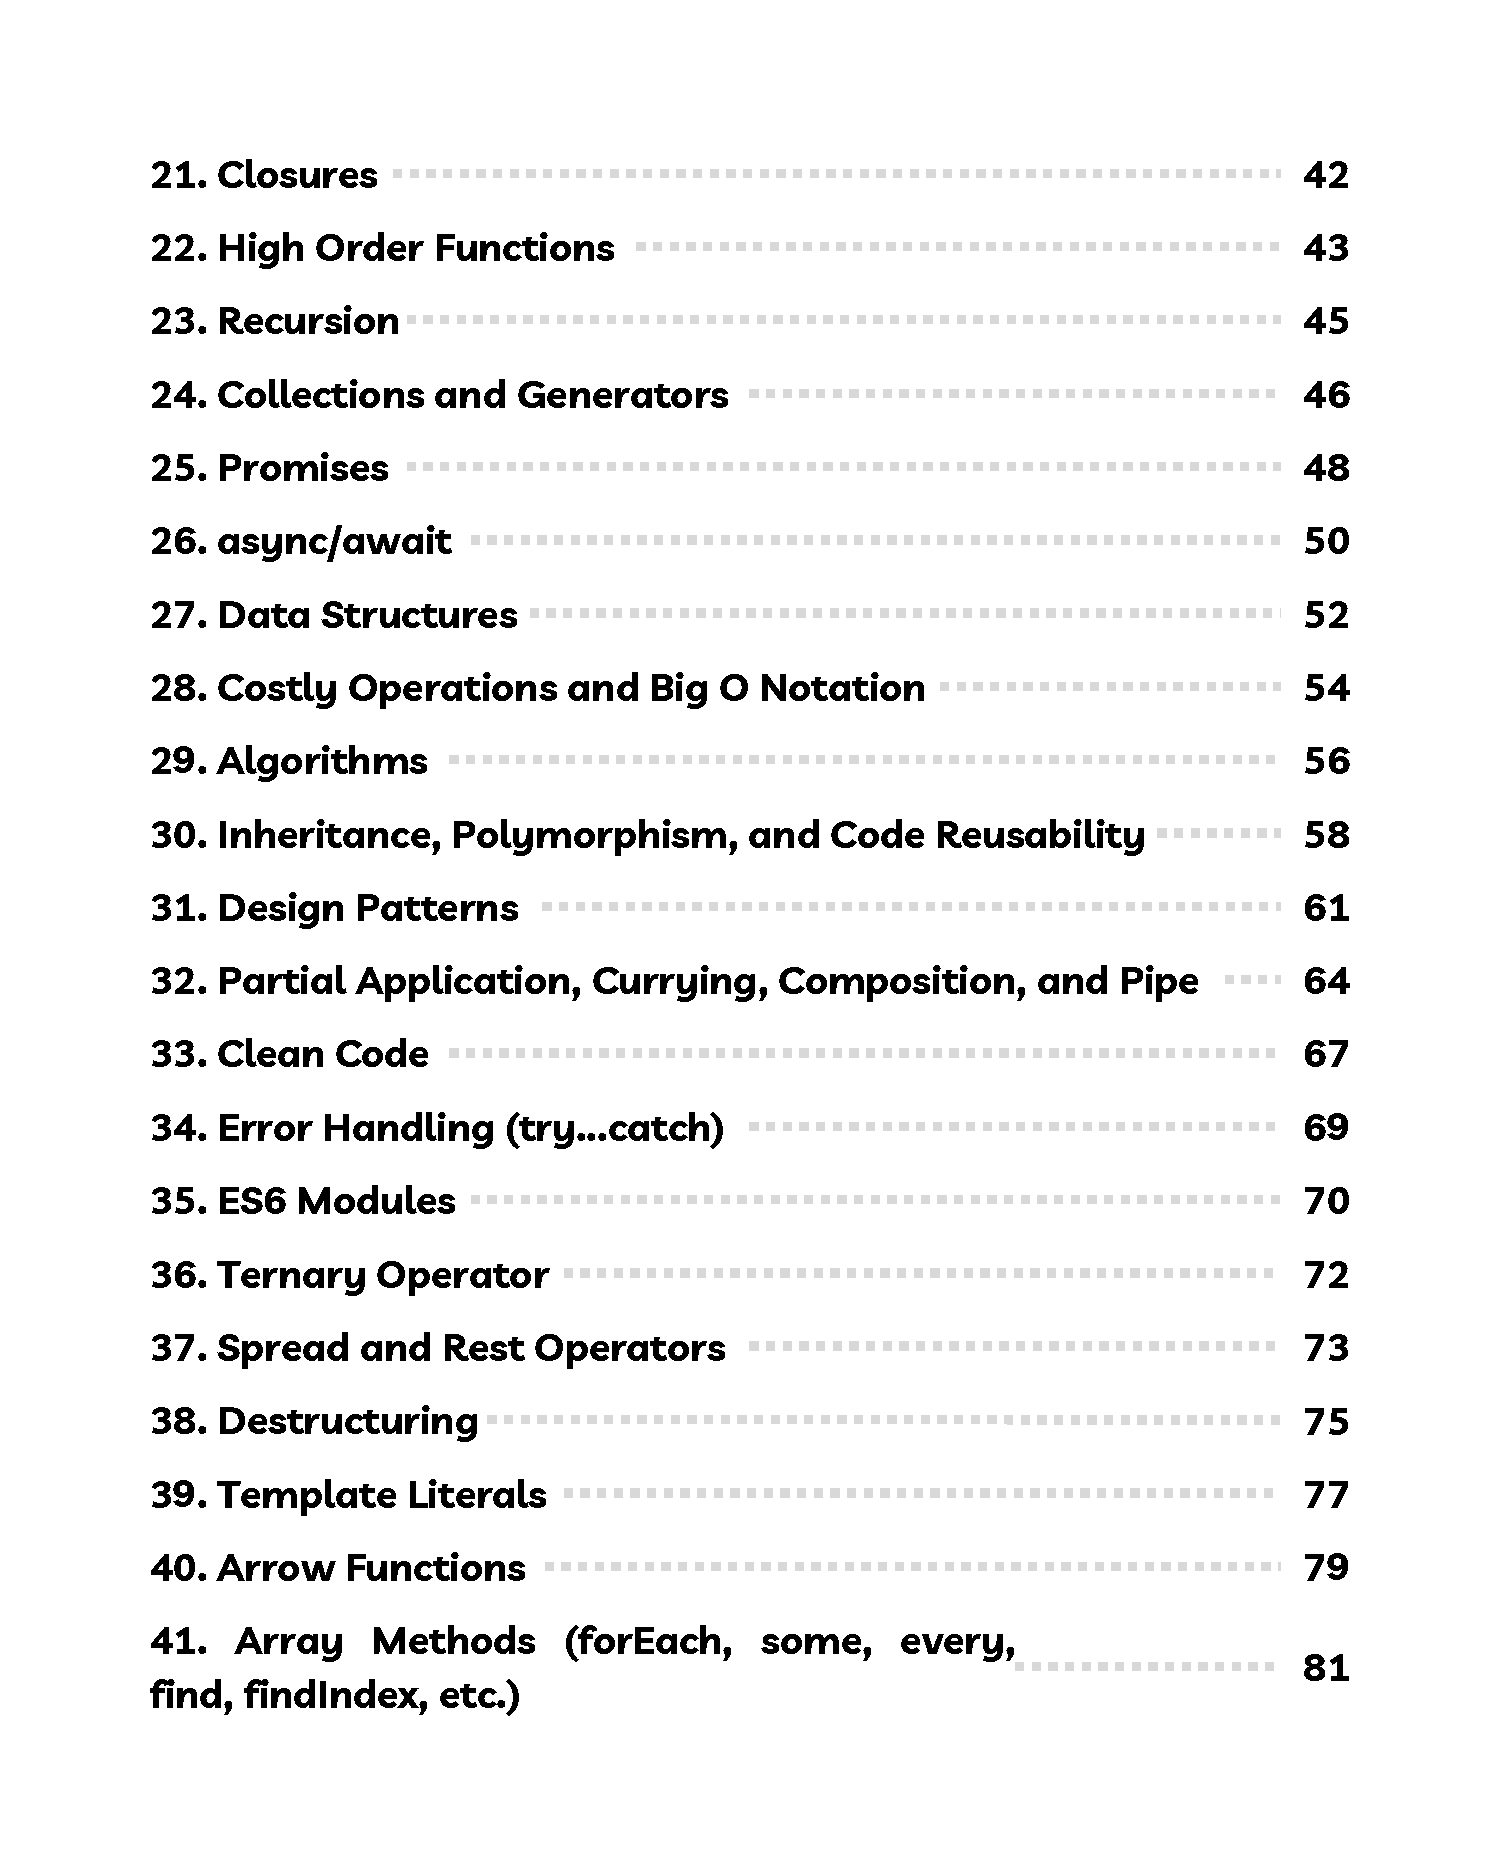 21. Closures 42
22. High Order Functions 43
23. Recursion 45
24. Collections and Generators 46
25. Promises 48
26. async/await 50
27. Data Structures 52
28. Costly Operations and Big O Notation 54
29. Algorithms 56
30. Inheritance, Polymorphism, and Code Reusability 58
31. Design Patterns 61
32. Partial Application, Currying, Composition, and Pipe 64
33. Clean Code 67
34. Error Handling (try...catch) 69
35. ES6 Modules 70
36. Ternary Operator 72
37. Spread and Rest Operators 73
38. Destructuring 75
39. Template Literals 77
40. Arrow Functions 79
41. Array Methods (forEach, some, every,
find, findIndex, etc.) 81